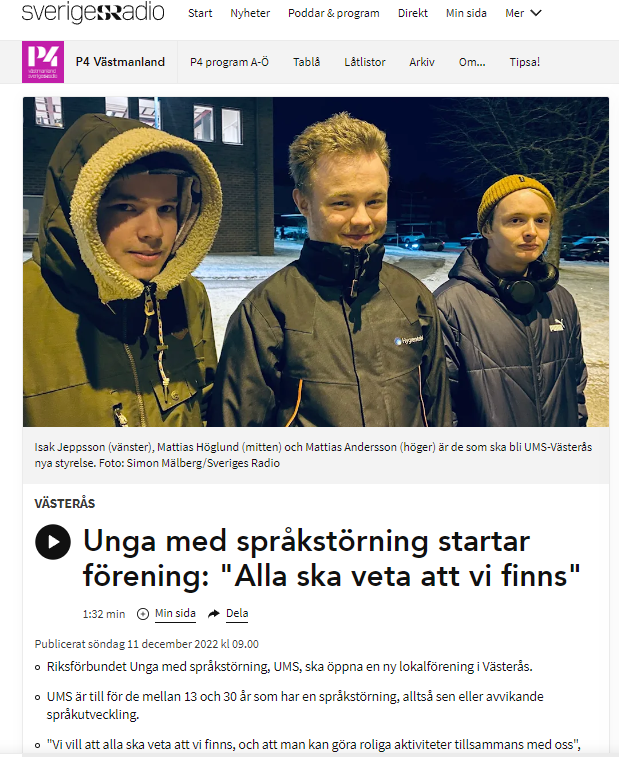 sverigesRadio
Start Nyheter Poddar & program Direkt Min sida Mer
P4
västmanland
sverigesradio
P4 Västmanland P4 program A-Ö Tablå Låtlistor Arkiv Om... Tipsa!
PUMA
Isak Jeppsson (vänster), Mattias Höglund (mitten) och Mattias Andersson (höger) är de som ska bli UMS-Västerås
nya styrelse. Foto: Simon Mälberg/Sveriges Radio
VÄSTERÅS
Unga med språkstörning startar
förening: "Alla ska veta att vi finns"
1:32 min Min sida Dela
Publicerat söndag 11 december 2022 kl 09.00
Riksförbundet Unga med språkstörning, UMS, ska öppna en ny lokalförening i Västerås.
UMS är till för de mellan 13 och 30 år som har en språkstörning, alltså sen eller avvikande
språkutveckling.
"Vi vill att alla ska veta att vi finns, och att man kan göra roliga aktiviteter tillsammans med oss",